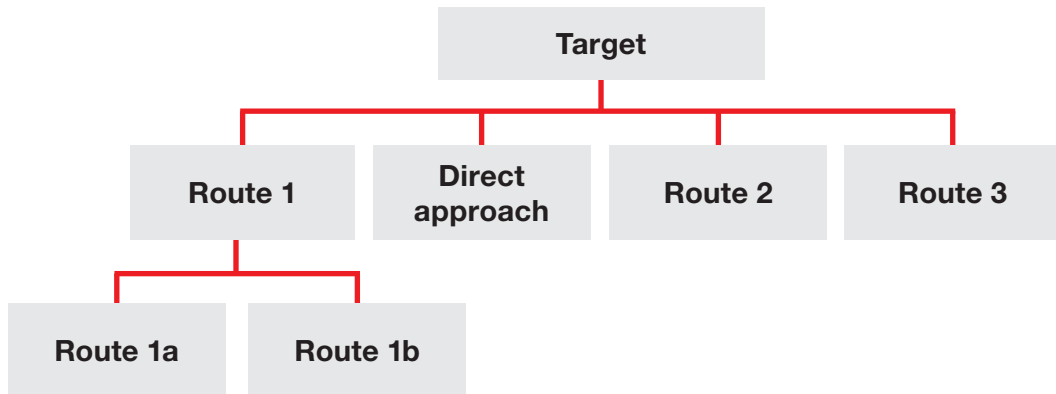 Target
Route 1
Direct
approach
Route 2
Route 3
Route 1a
Route 1b